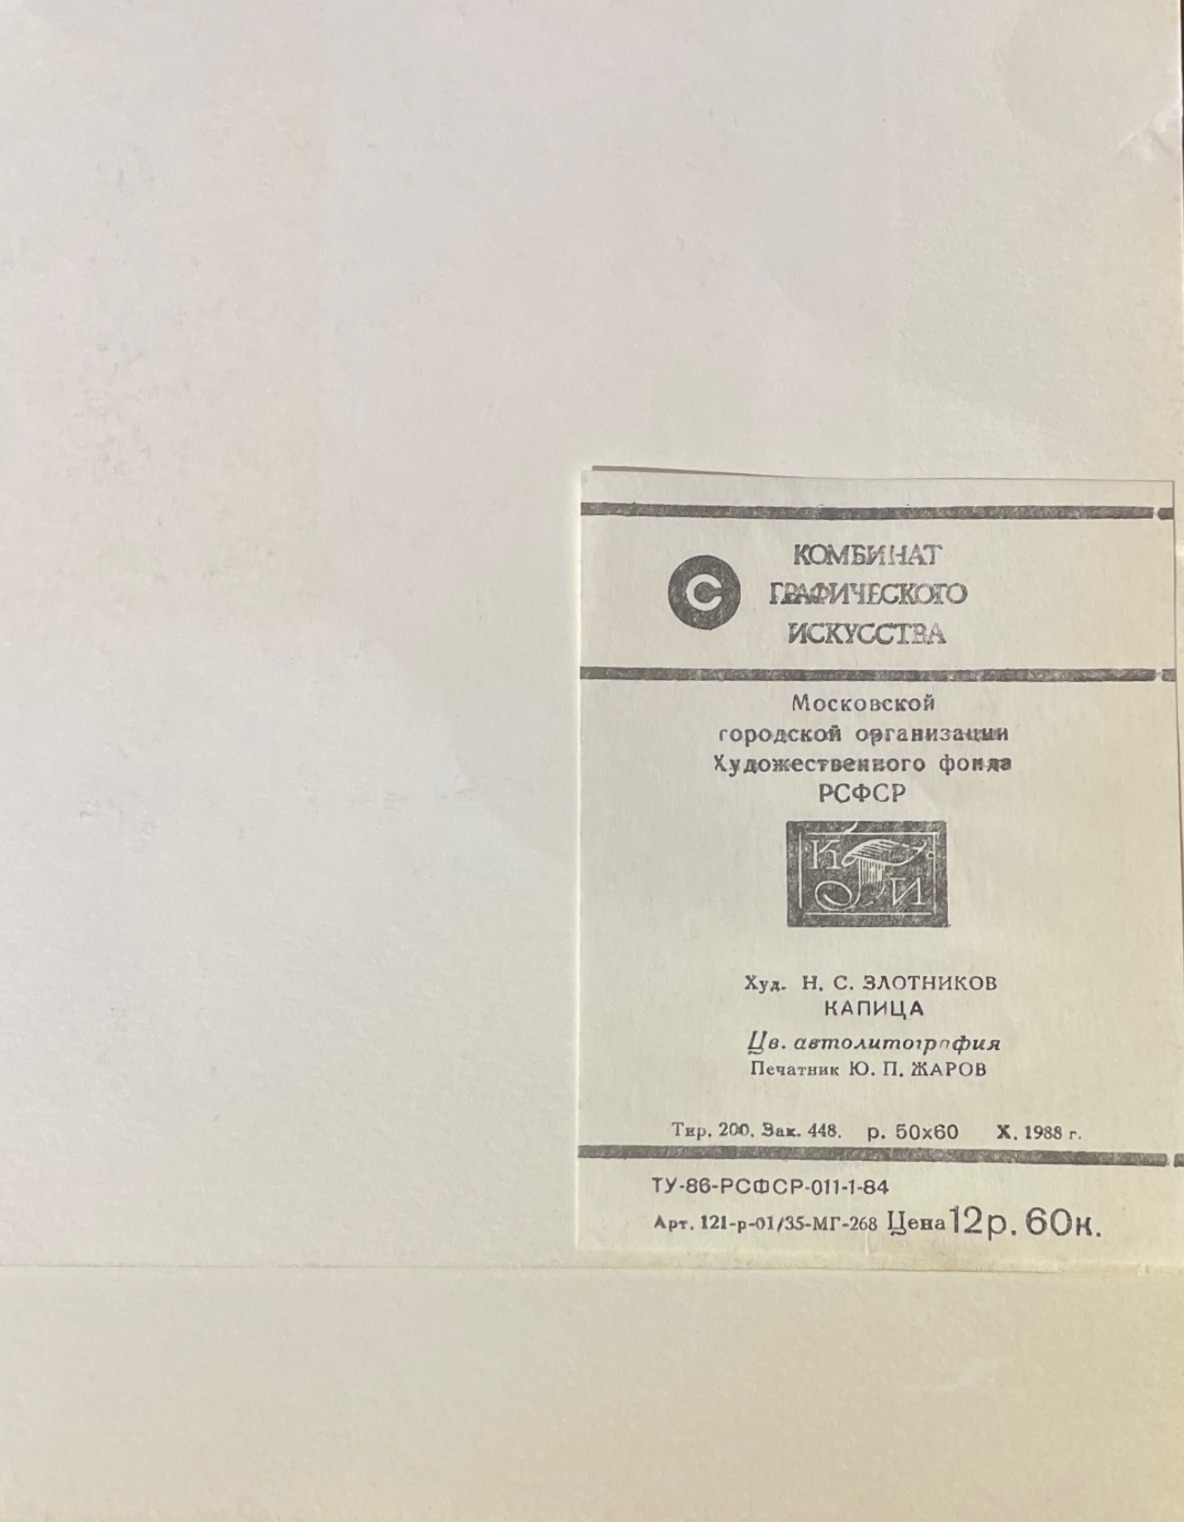 С
КОМБИНАТ
ГРАФИЧЕСКОГО
ИСКУССТВА
Московской
городской организации
Художественного фонда
РСФСР
К Г И
Худ. Н. С. ЗЛОТНИКОВ
КАПИЦА
Цв. автолитография
Печатник Ю. П. ЖАРОВ
Тир. 200. Зак. 448. р. 50х60 X. 1988 г.
ТУ-86-РСФСР-011-1-84
Арт. 121-р-01/35-МГ-268 Цена 12р. 60к.